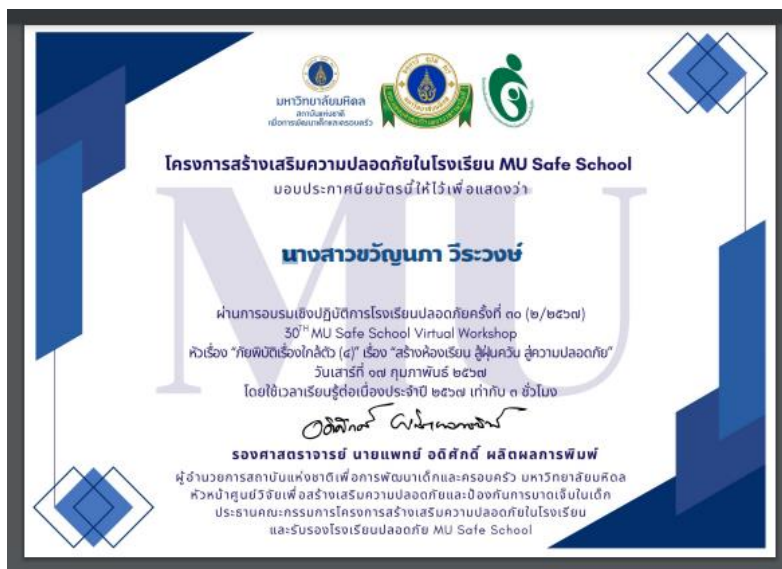 มหาวิทยาลัยมหิดล
สถาบันแห่งชาติ
เพื่อการพัฒนาเด็กและครอบครัว
โครงการสร้างเสริมความปลอดภัยในโรงเรียน MU Safe School
มอบประกาศนียบัตรนี้ให้ไว้เพื่อแสดงว่า
MU
นางสาวขวัญนภา วีระวงษ์
ผ่านการอบรมเชิงปฏิบัติการโรงเรียนปลอดภัยครั้งที่ ๓๐ (๒/๒๕๖๗)
30TH MU Safe School Virtual Workshop
หัวเรื่อง “ภัยพิบัติเรื่องใกล้ตัว (๔)” เรื่อง “สร้างห้องเรียน สู้ฝุ่นควัน สู่ความปลอดภัย”
วันเสาร์ที่ ๑๗ กุมภาพันธ์ ๒๕๖๗
โดยใช้เวลาเรียนรู้ต่อเนื่องประจำปี ๒๕๖๗ เท่ากับ ๓ ชั่วโมง
รองศาสตราจารย์ นายแพทย์ อดิศักดิ์ ผลิตผลการพิมพ์
ผู้อำนวยการสถาบันแห่งชาติเพื่อการพัฒนาเด็กและครอบครัว มหาวิทยาลัยมหิดล
หัวหน้าศูนย์วิจัยเพื่อสร้างเสริมความปลอดภัยและป้องกันการบาดเจ็บในเด็ก
ประธานคณะกรรมการโครงการสร้างเสริมความปลอดภัยในโรงเรียน
และรับรองโรงเรียนปลอดภัย MU Safe School